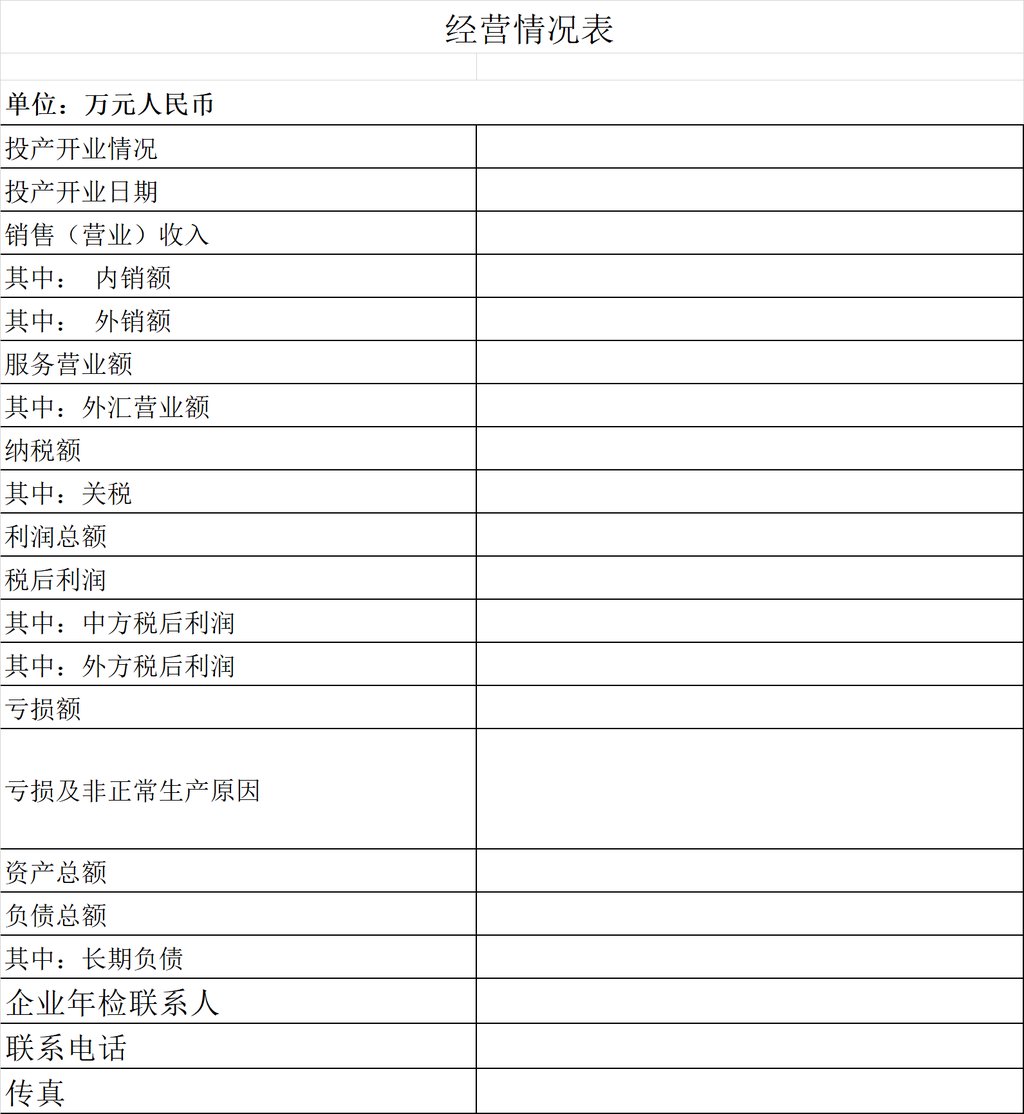 经营情况表
单位：万元人民币
投产开业情况
投产开业日期
销售（营业）收入
其中： 内销额
其中： 外销额
服务营业额
其中：外汇营业额
纳税额
其中：关税
利润总额
税后利润
其中：中方税后利润
其中：外方税后利润
亏损额
亏损及非正常生产原因
资产总额
负债总额
其中：长期负债
企业年检联系人
联系电话
传真